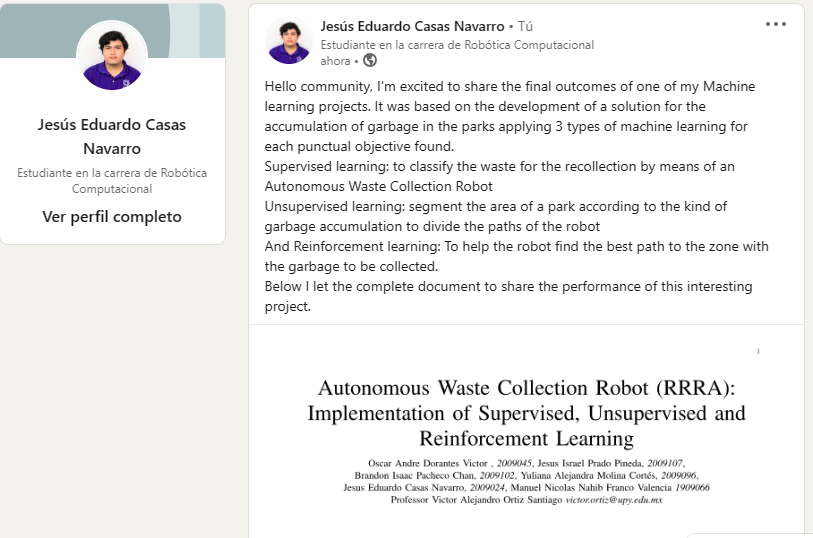 Jesús Eduardo Casas
Navarro
Estudiante en la carrera de Robótica
Computacional
Ver perfil completo
Jesús Eduardo Casas Navarro • Tú
Estudiante en la carrera de Robótica Computacional
ahora •
Hello community, I'm excited to share the final outcomes of one of my Machine
learning projects. It was based on the development of a solution for the
accumulation of garbage in the parks applying 3 types of machine learning for
each punctual objective found.
Supervised learning: to classify the waste for the recollection by means of an
Autonomous Waste Collection Robot
Unsupervised learning: segment the area of a park according to the kind of
garbage accumulation to divide the paths of the robot
And Reinforcement learning: To help the robot find the best path to the zone with
the garbage to be collected.
Below I let the complete document to share the performance of this interesting
project.
Autonomous Waste Collection Robot (RRRA):
Implementation of Supervised, Unsupervised and
Reinforcement Learning
Oscar Andre Dorantes Victor , 2009045, Jesus Israel Prado Pineda, 2009107,
Brandon Isaac Pacheco Chan, 2009102, Yuliana Alejandra Molina Cortés, 2009096,
Jesus Eduardo Casas Navarro, 2009024, Manuel Nicolas Nahib Franco Valencia 1909066
Professor Victor Alejandro Ortiz Santiago victor.ortiz@upy.edu.mx